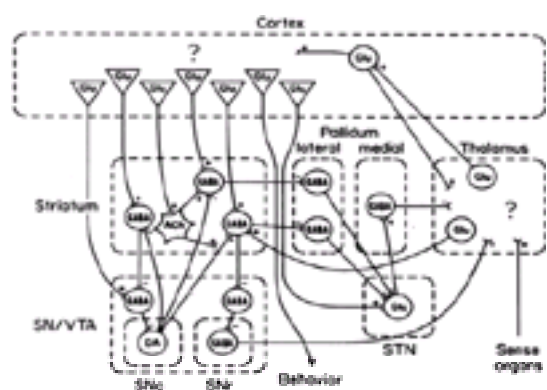 Cortex
?
Glu
Glu Glu Glu Glu Glu Glu Glu
Pallidum
lateral medial
Thalamus
Striatum
GABA
GABA
Glu
GABA
ACh
GABA
GABA
GABA
?
Glu
SN/VTA
GABA
GABA
Glu
DA
GABA
STN
SNc
SNr
Behavior
Sense
organs